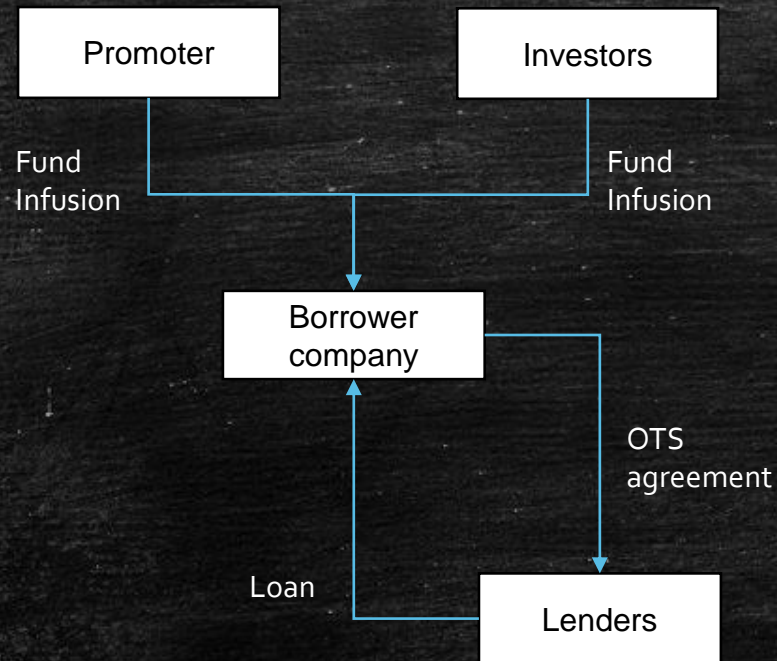 Promoter
Investors
Fund
Infusion
Fund
Infusion
Borrower
company
OTS
agreement
Loan
Lenders